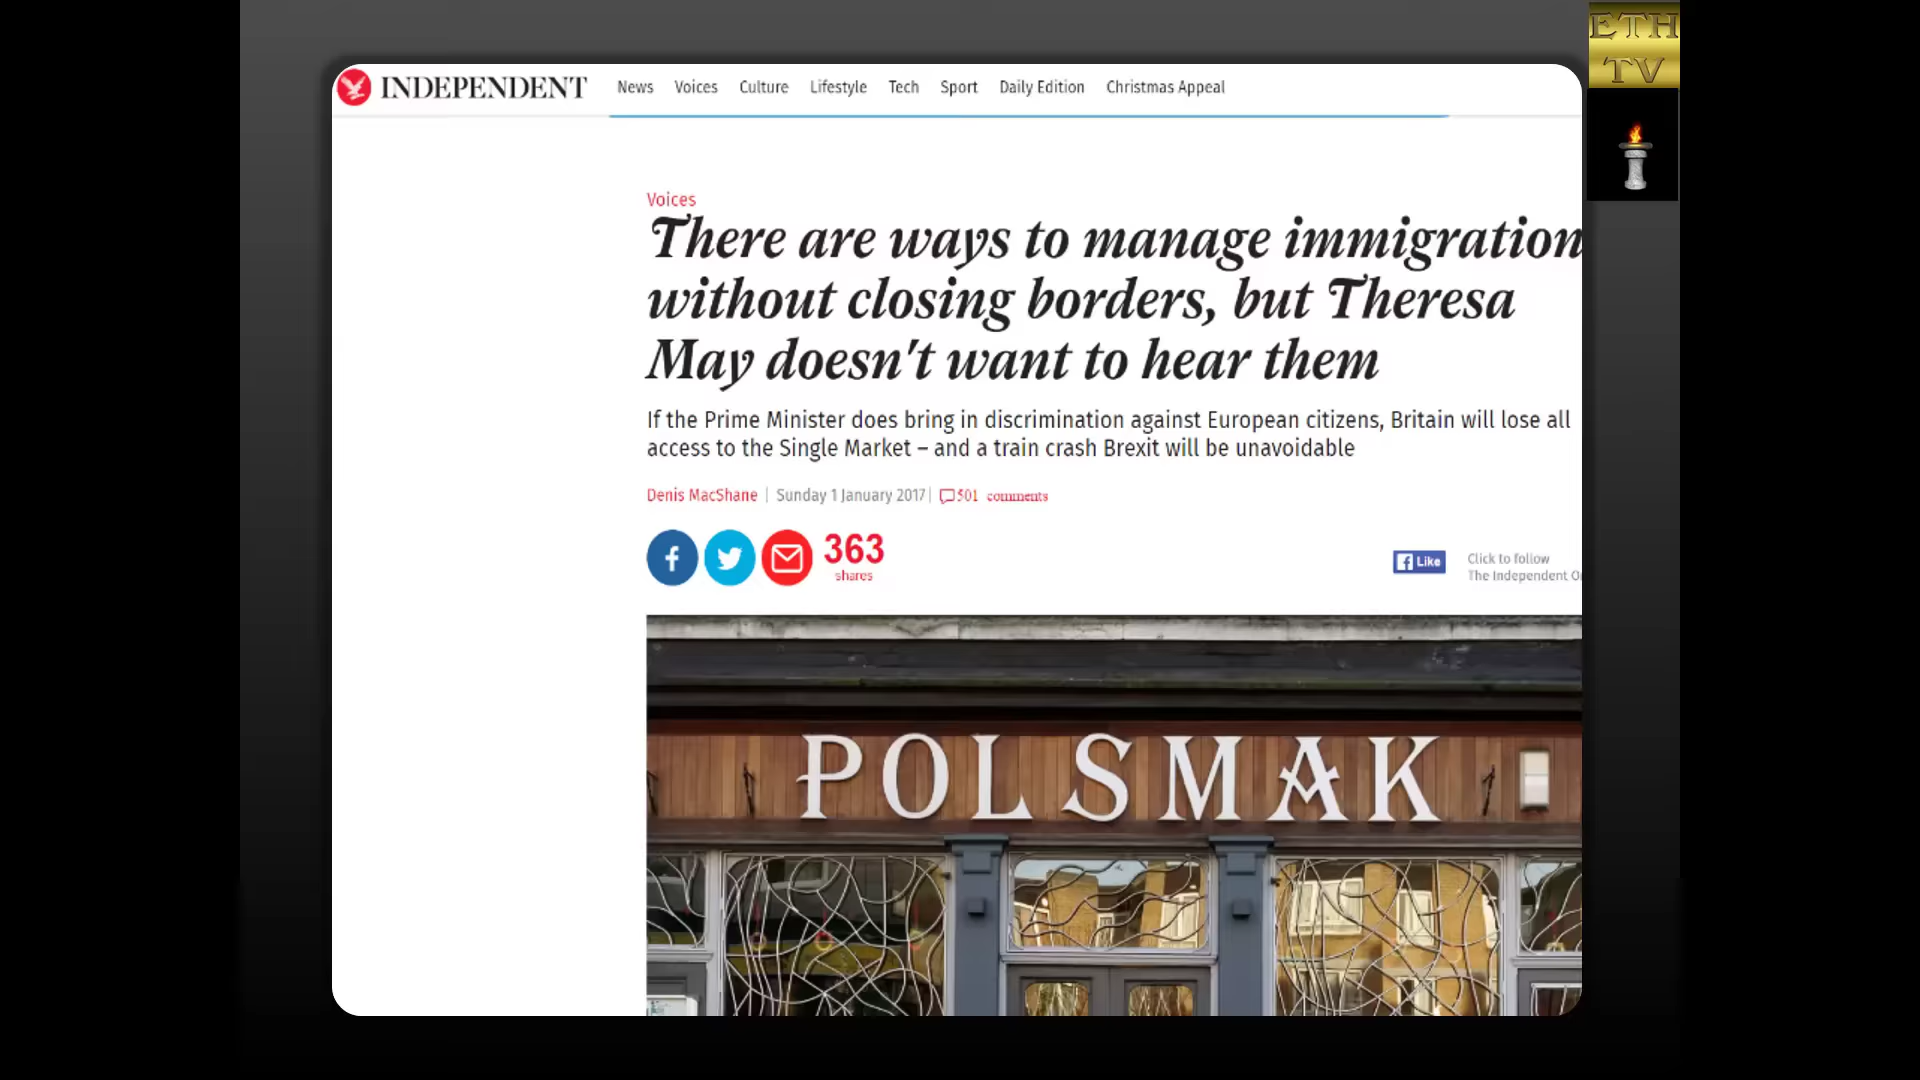 ETH
TV
INDEPENDENT News Voices Culture Lifestyle Tech Sport Daily Edition Christmas Appeal
Voices
There are ways to manage immigration
without closing borders, but Theresa
May doesn't want to hear them
If the Prime Minister does bring in discrimination against European citizens, Britain will lose all
access to the Single Market – and a train crash Brexit will be unavoidable
Denis MacShane | Sunday 1 January 2017 | 501 comments
363
shares
Like
Click to follow
The Independent O
POLSMAK